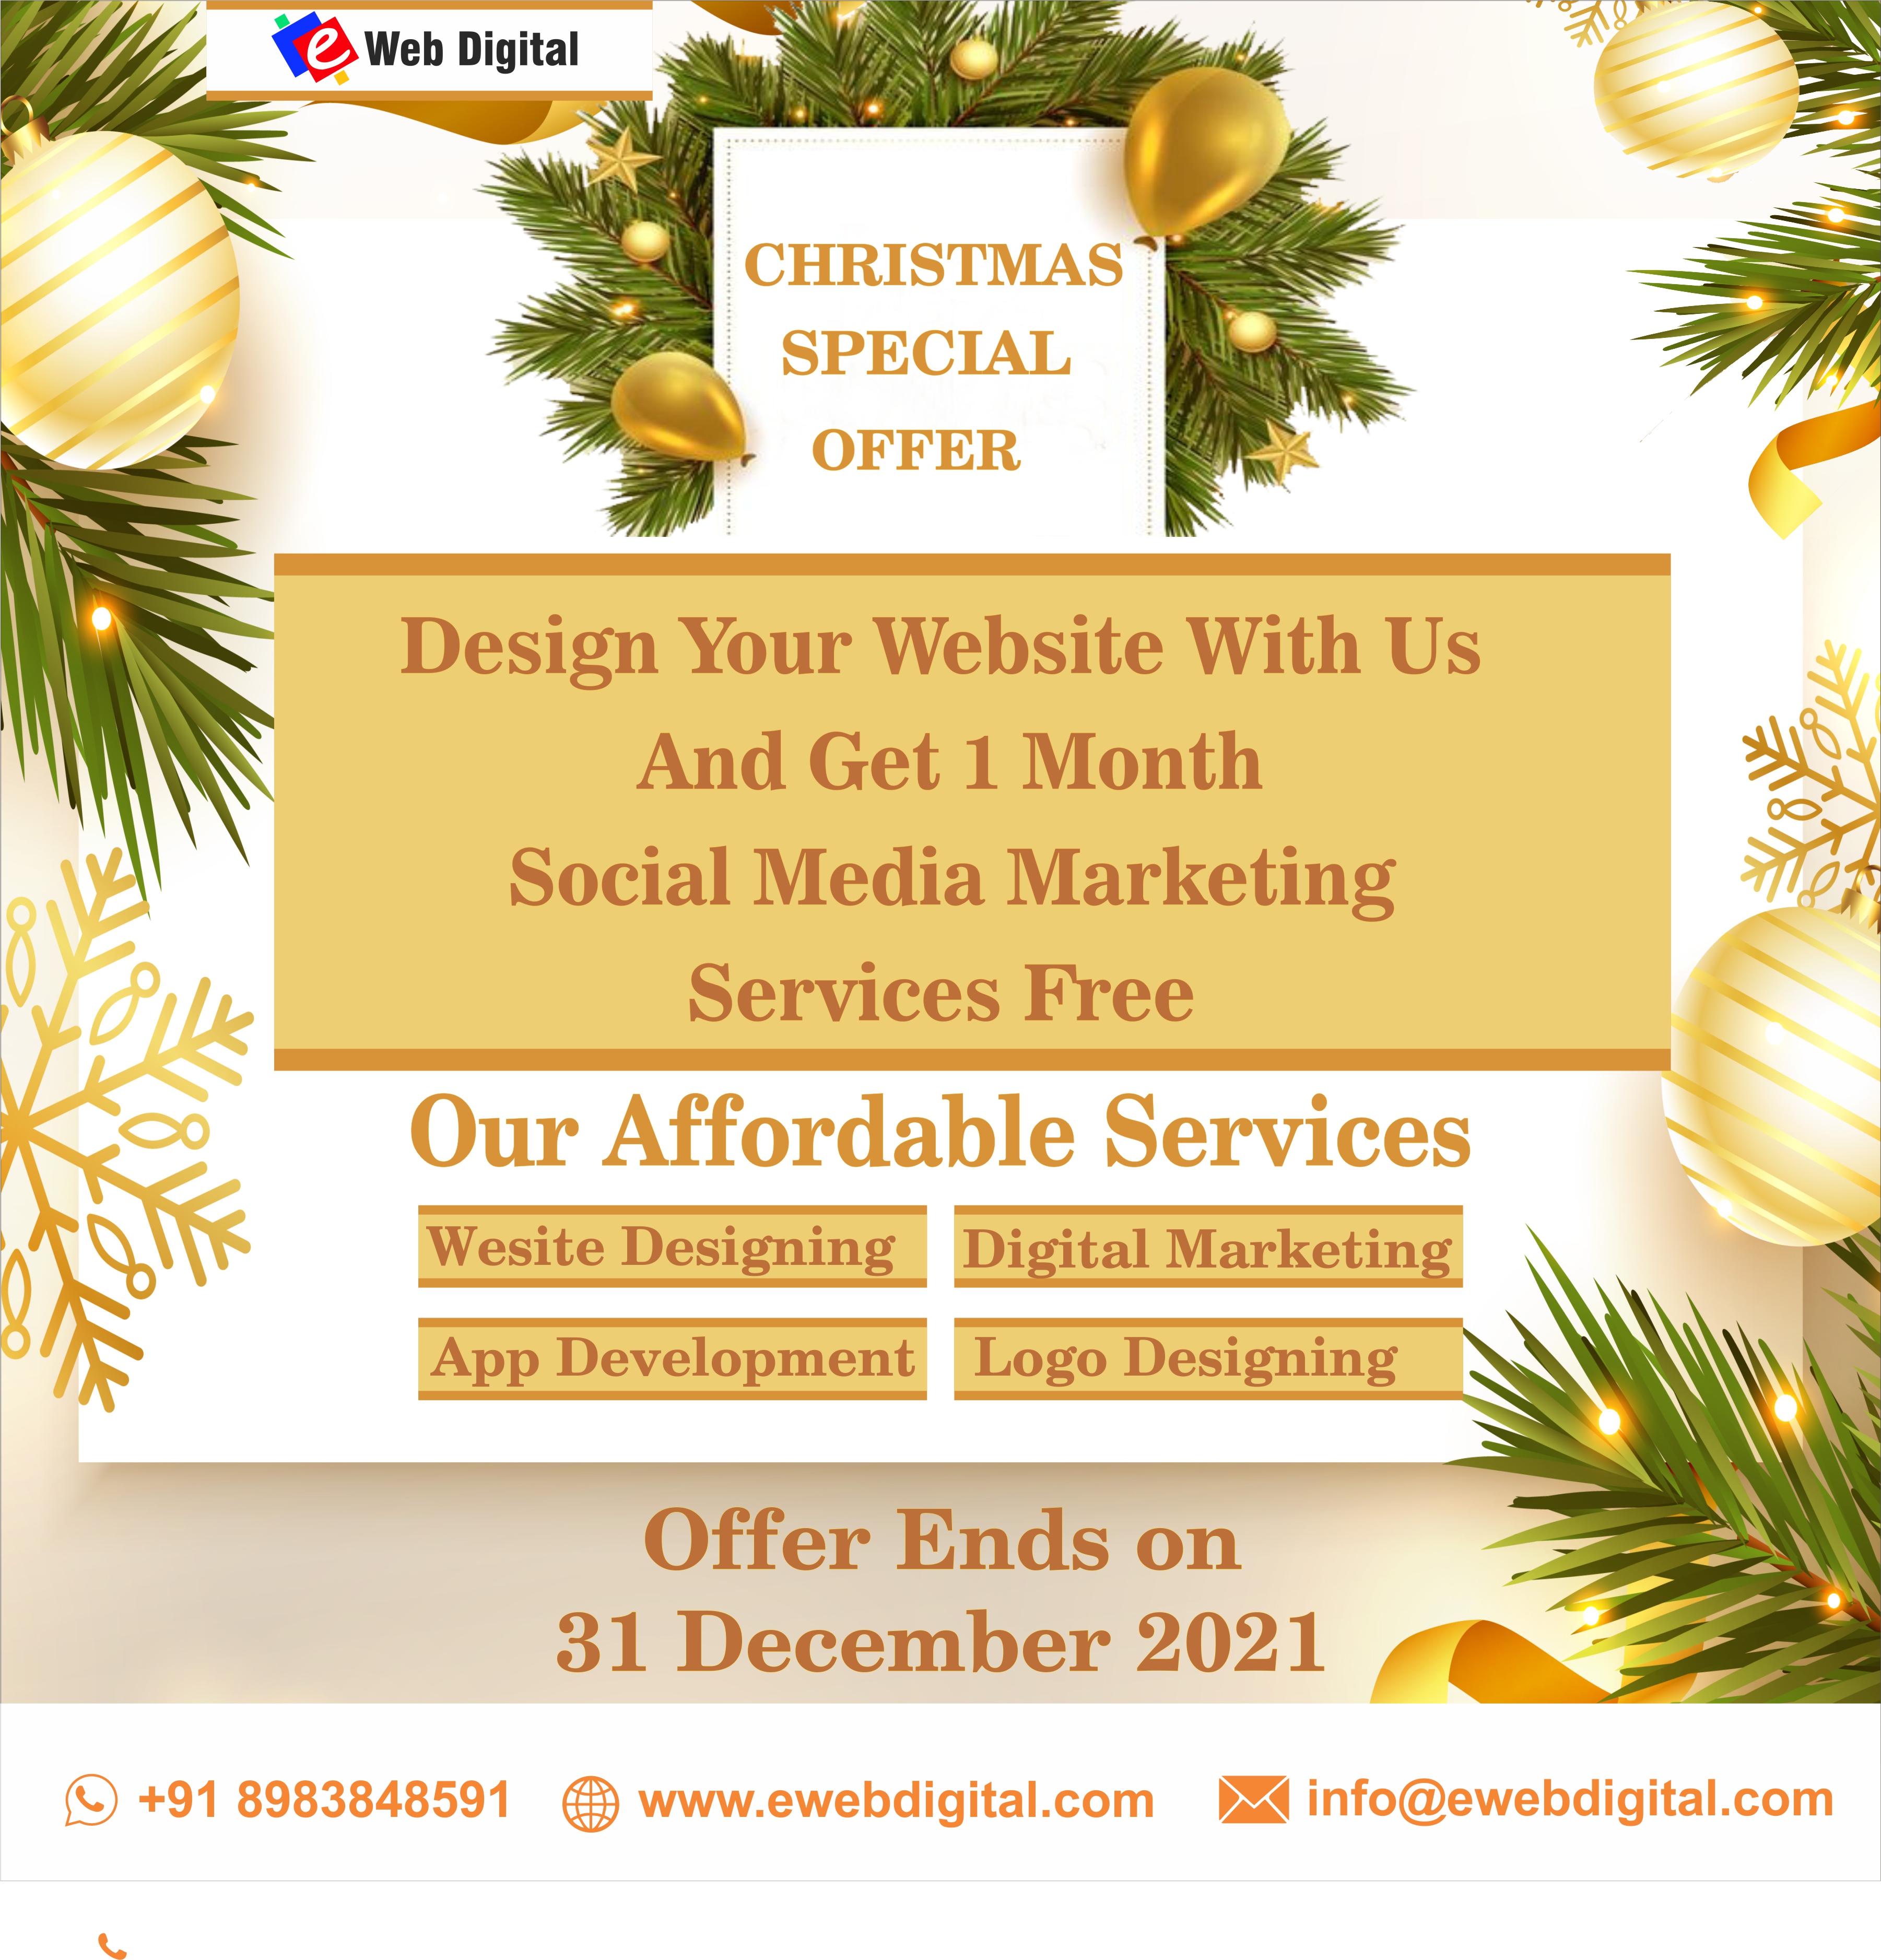 e Web Digital
CHRISTMAS
SPECIAL
OFFER
Design Your Website With Us
And Get 1 Month
Social Media Marketing
Services Free
Our Affordable Services
Wesite Designing
Digital Marketing
App Development
Logo Designing
Offer Ends on
31 December 2021
+91 8983848591
www.ewebdigital.com
info@ewebdigital.com